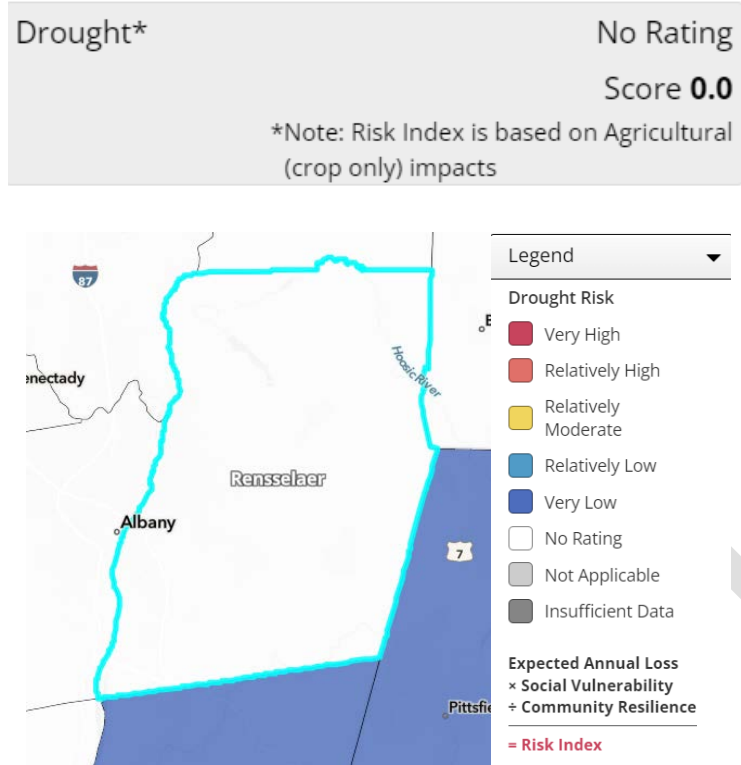 Drought*
No Rating
Score 0.0
*Note: Risk Index is based on Agricultural
(crop only) impacts
87
enectady
Hoosic River
Rensselaer
Albany
7
Pittsfie
Legend
Drought Risk
Very High
Relatively High
Relatively
Moderate
Relatively Low
Very Low
No Rating
Not Applicable
Insufficient Data
Expected Annual Loss
× Social Vulnerability
÷ Community Resilience
= Risk Index